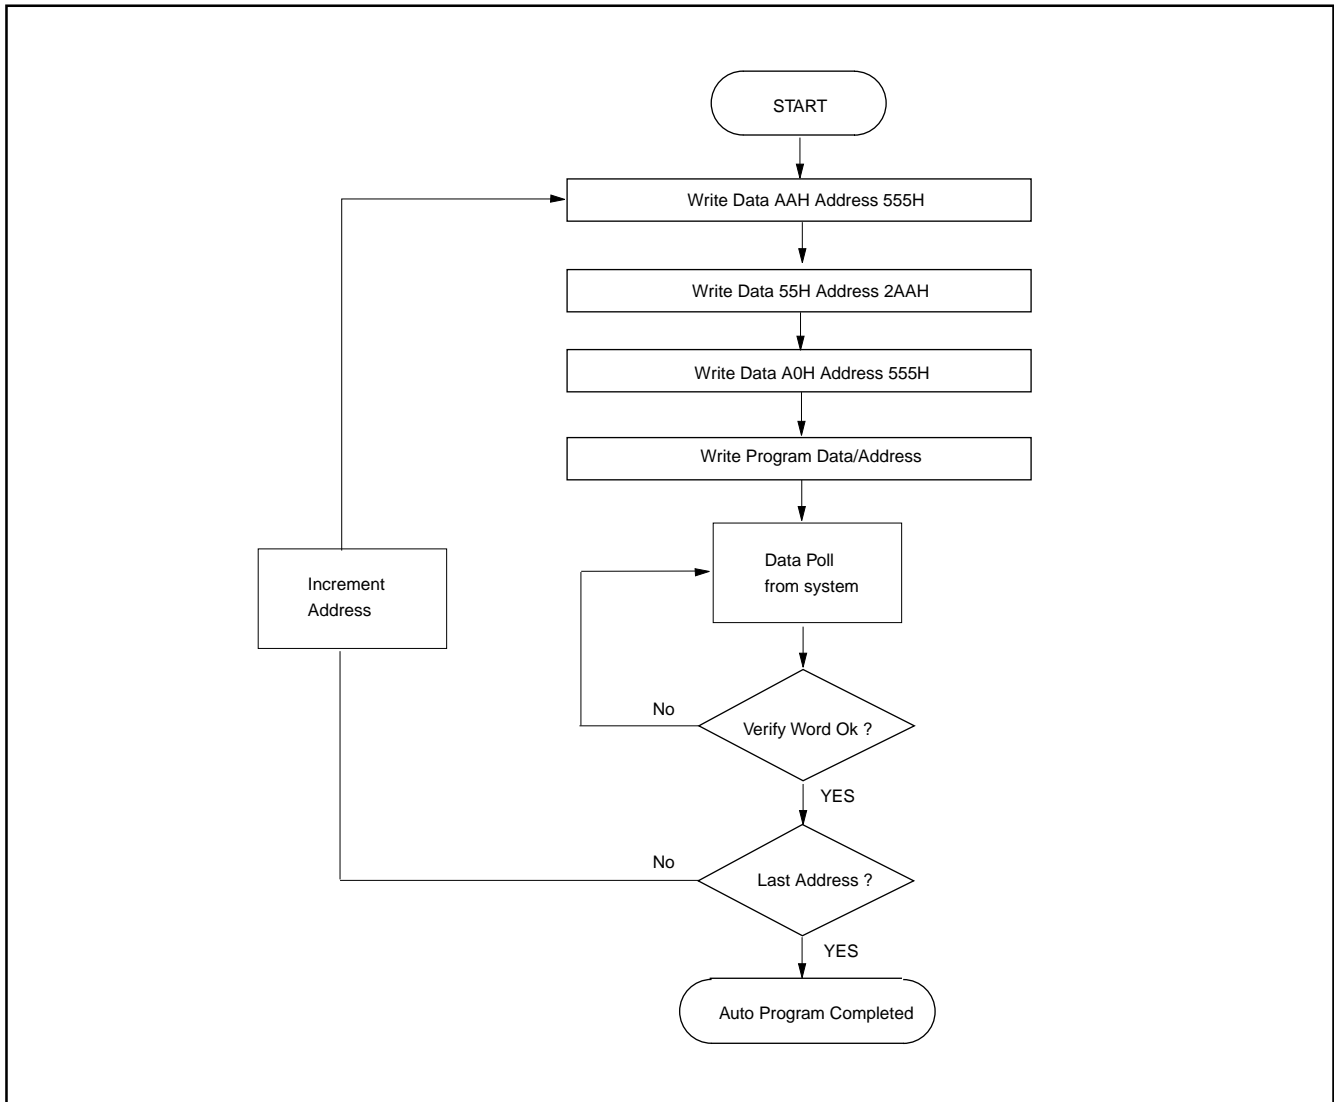 START
Write Data AAH Address 555H
Write Data 55H Address 2AAH
Write Data A0H Address 555H
Write Program Data/Address
Data Poll
from system
Increment
Address
No
Verify Word Ok ?
YES
No
Last Address ?
YES
Auto Program Completed